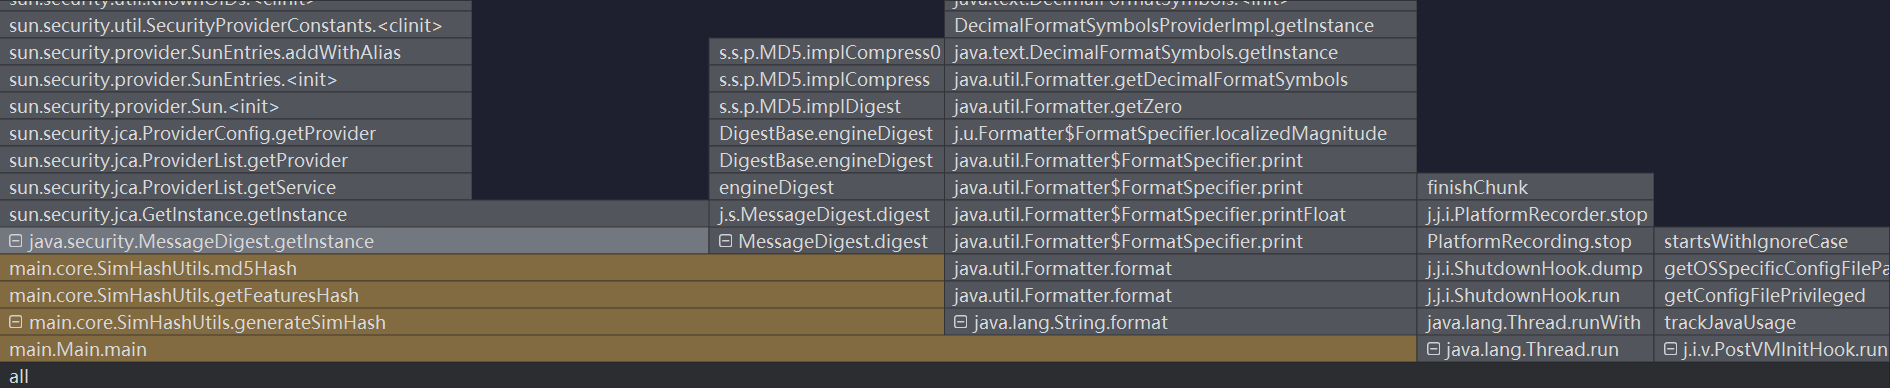 sun.security.util.KnownOIDs.<clinit> java.text.DecimalFormatSymbols.<init>
sun.security.util.SecurityProviderConstants.<clinit> DecimalFormatSymbolsProviderImpl.getInstance
sun.security.provider.SunEntries.addWithAlias s.s.p.MD5.implCompress0 java.text.DecimalFormatSymbols.getInstance
sun.security.provider.SunEntries.<init> s.s.p.MD5.implCompress java.util.Formatter.getDecimalFormatSymbols
sun.security.provider.Sun.<init> s.s.p.MD5.implDigest java.util.Formatter.getZero
sun.security.jca.ProviderConfig.getProvider DigestBase.engineDigest j.u.Formatter$FormatSpecifier.localizedMagnitude
sun.security.jca.ProviderList.getProvider DigestBase.engineDigest java.util.Formatter$FormatSpecifier.print
sun.security.jca.ProviderList.getService engineDigest java.util.Formatter$FormatSpecifier.print finishChunk
sun.security.jca.GetInstance.getInstance j.s.MessageDigest.digest java.util.Formatter$FormatSpecifier.printFloat j.j.i.PlatformRecorder.stop
java.security.MessageDigest.getInstance MessageDigest.digest java.util.Formatter$FormatSpecifier.print PlatformRecording.stop startsWithIgnoreCase
main.core.SimHashUtils.md5Hash java.util.Formatter.format j.j.i.ShutdownHook.dump getOSSpecificConfigFilePa
main.core.SimHashUtils.getFeaturesHash java.util.Formatter.format j.j.i.ShutdownHook.run getConfigFilePrivileged
main.core.SimHashUtils.generateSimHash java.lang.String.format java.lang.Thread.runWith trackJavaUsage
main.Main.main java.lang.Thread.run j.i.v.PostVMInitHook.run
all